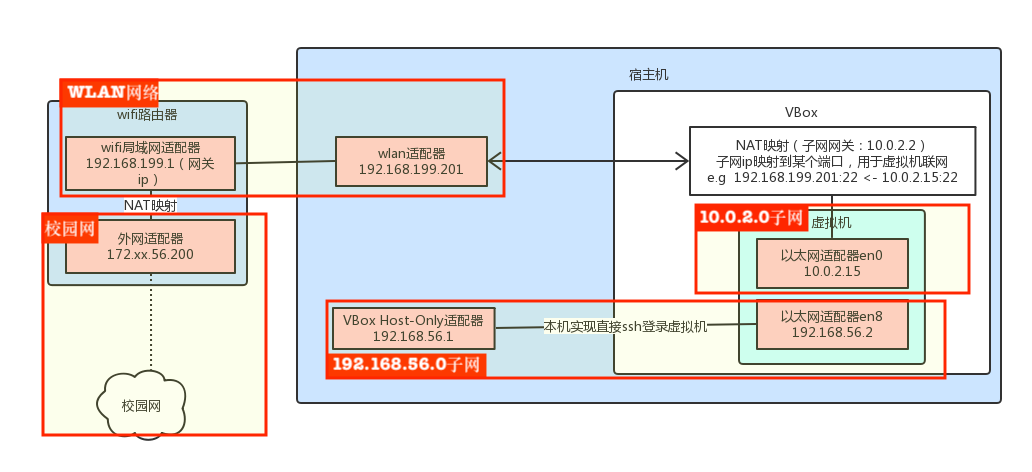 宿主机
WLAN网络
wifi路由器
VBox
wifi局域网适配器
192.168.199.1（网关
ip）
wlan适配器
192.168.199.201
NAT映射（子网网关：10.0.2.2）
子网ip映射到某个端口，用于虚拟机联网
e.g 192.168.199.201:22 <- 10.0.2.15:22
NAT映射
校园网
外网适配器
172.xx.56.200
10.0.2.0子网
虚拟机
以太网适配器en0
10.0.2.15
VBox Host-Only适配器
192.168.56.1
本机实现直接ssh登录虚拟机
以太网适配器en8
192.168.56.2
192.168.56.0子网
校园网